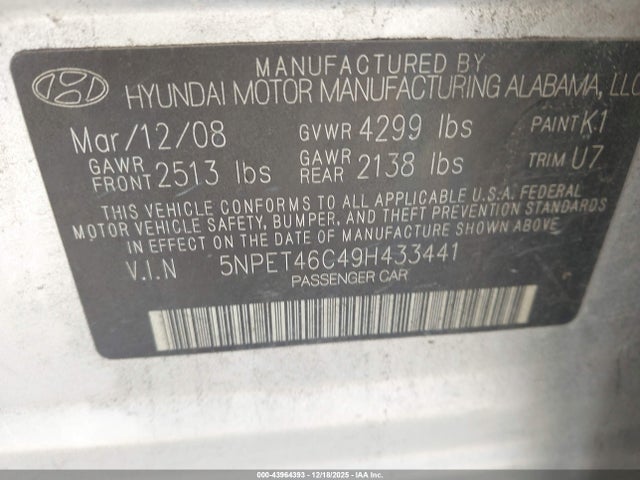 MANUFACTURED BY
HYUNDAI MOTOR MANUFACTURING ALABAMA, LLC
Mar/12/08 GVWR 4299 lbs PAINT K1
GAWR FRONT 2513 lbs GAWR REAR 2138 lbs TRIM U7
THIS VEHICLE CONFORMS TO ALL APPLICABLE U.S.A. FEDERAL
MOTOR VEHICLE SAFETY, BUMPER, AND THEFT PREVENTION STANDARDS
IN EFFECT ON THE DATE OF MANUFACTURE SHOWN ABOVE.
V.I.N 5NPET46C49H433441
PASSENGER CAR
000-43964393 - 12/18/2025 - IAAI.COM